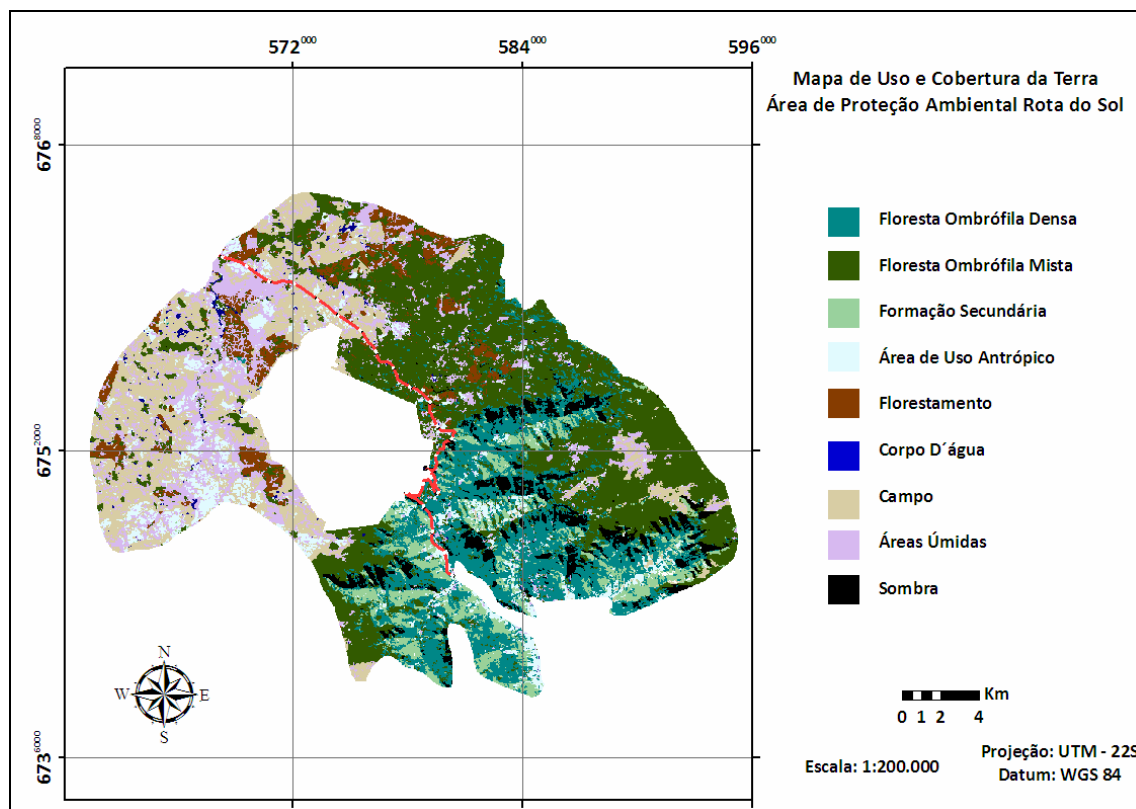 572000 584000 596000
Mapa de Uso e Cobertura da Terra
Área de Proteção Ambiental Rota do Sol
6768000
6752000
6736000
Floresta Ombrófila Densa
Floresta Ombrófila Mista
Formação Secundária
Área de Uso Antrópico
Florestamento
Corpo D´água
Campo
Áreas Úmidas
Sombra
N
W E
S
Km
0 1 2 4
Escala: 1:200.000
Projeção: UTM - 22S
Datum: WGS 84